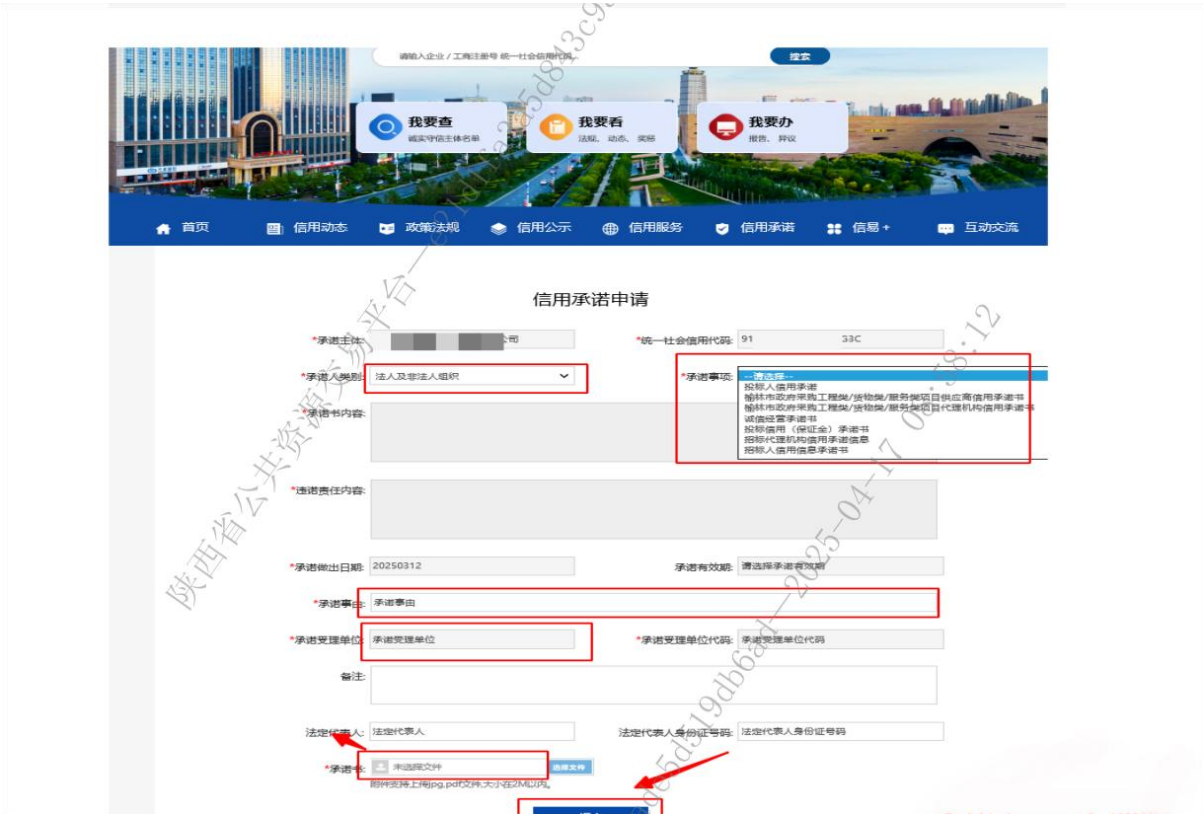 请输入企业 / 工商注册号 统一社会信用代码
搜索
我要查
诚实守信主体名单
我要看
法规、动态、奖惩
我要办
报告、异议
首页
信用动态
政策法规
信用公示
信用服务
信用承诺
信易+
互动交流
信用承诺申请
*承诺主体: 公司
*统一社会信用代码: 91 33C
*承诺人类别: 法人及非法人组织
*承诺事项: --请选择--
投标人信用承诺
榆林市政府采购工程类/货物类/服务类项目供应商信用承诺书
榆林市政府采购工程类/货物类/服务类项目代理机构信用承诺书
诚信经营承诺书
投标信用（保证金）承诺书
招标代理机构信用承诺信息
招标人信用信息承诺书
*承诺书内容:
*违诺责任内容:
*承诺做出日期: 20250312
承诺有效期: 请选择承诺有效期
*承诺事由: 承诺事由
*承诺受理单位: 承诺受理单位
*承诺受理单位代码: 承诺受理单位代码
备注:
法定代表人: 法定代表人
法定代表人身份证号码: 法定代表人身份证号码
*承诺书: 未选择文件
选择文件
附件支持上传jpg,pdf文件,大小在2M以内。
陕西省公共资源交易平台
2025-04-17 08:58:12